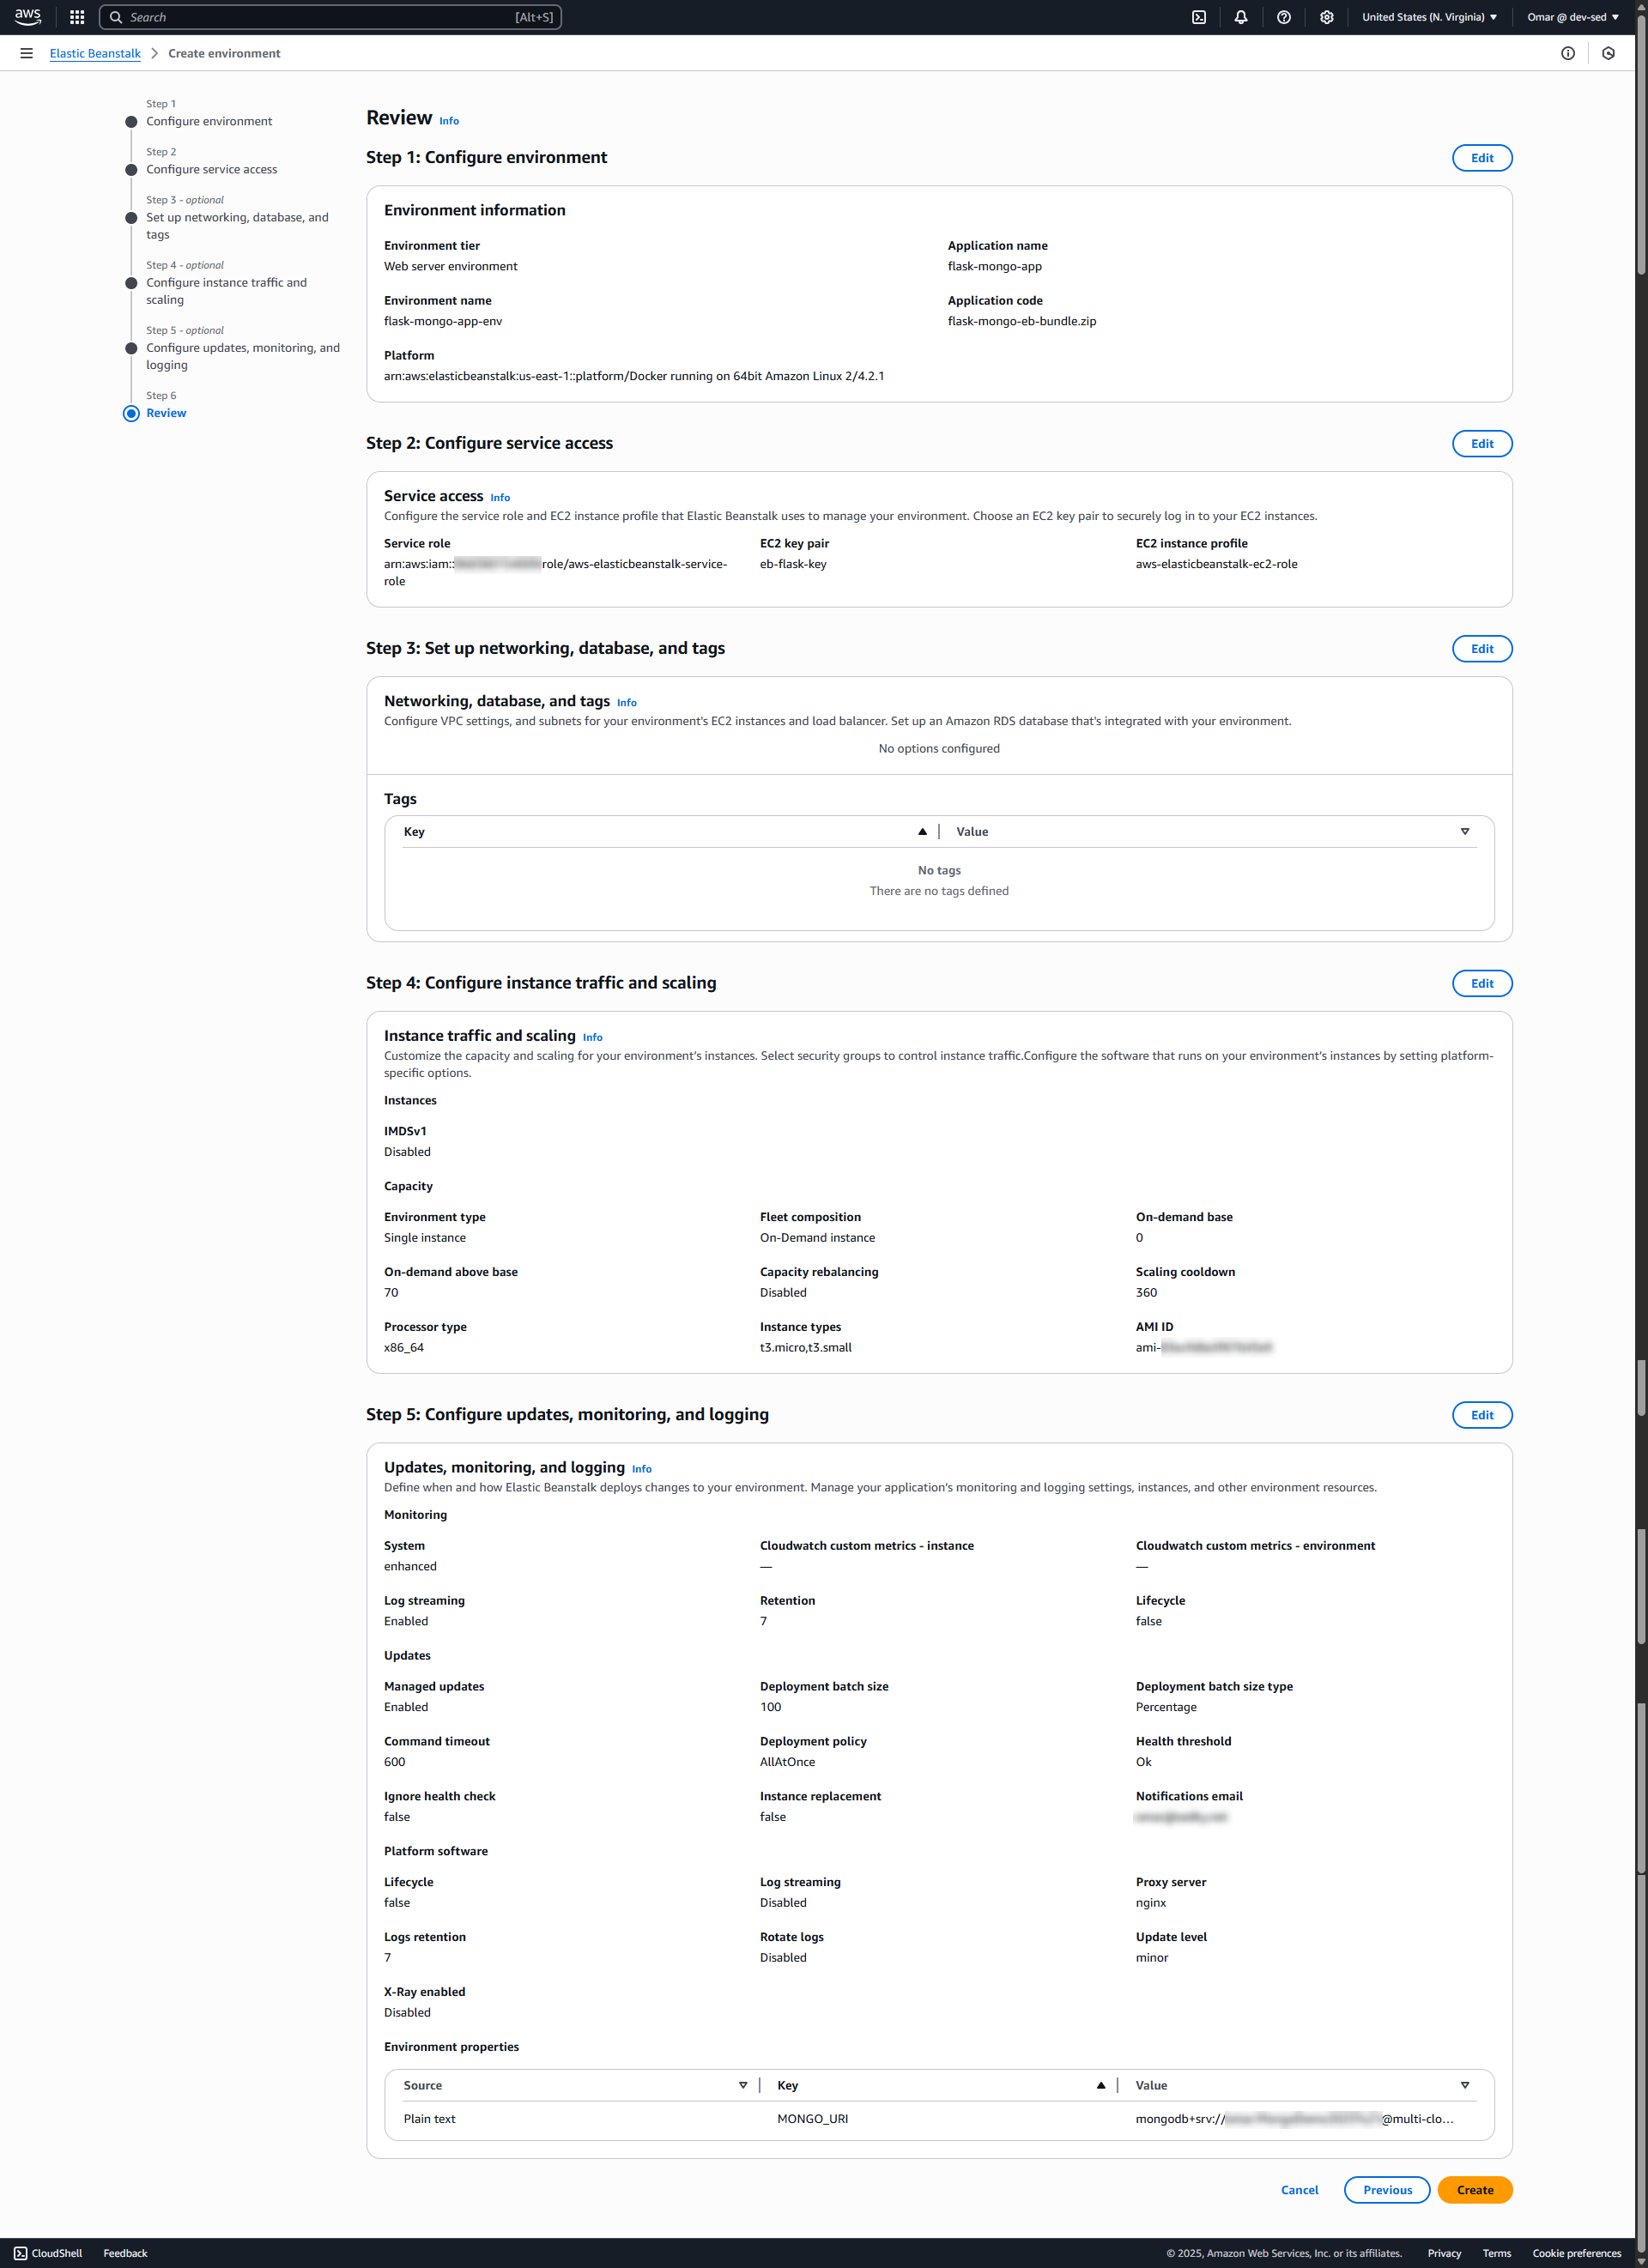 aws
Search [Alt+S]
United States (N. Virginia)
Omar @ dev-sed
Elastic Beanstalk
Create environment
Step 1
Configure environment
Step 2
Configure service access
Step 3 - optional
Set up networking, database, and
tags
Step 4 - optional
Configure instance traffic and
scaling
Step 5 - optional
Configure updates, monitoring, and
logging
Step 6
Review
Review Info
Step 1: Configure environment
Edit
Environment information
Environment tier
Web server environment
Application name
flask-mongo-app
Environment name
flask-mongo-app-env
Application code
flask-mongo-eb-bundle.zip
Platform
arn:aws:elasticbeanstalk:us-east-1::platform/Docker running on 64bit Amazon Linux 2/4.2.1
Step 2: Configure service access
Edit
Service access Info
Configure the service role and EC2 instance profile that Elastic Beanstalk uses to manage your environment. Choose an EC2 key pair to securely log in to your EC2 instances.
Service role
arn:aws:iam:: role/aws-elasticbeanstalk-service-
role
EC2 key pair
eb-flask-key
EC2 instance profile
aws-elasticbeanstalk-ec2-role
Step 3: Set up networking, database, and tags
Edit
Networking, database, and tags Info
Configure VPC settings, and subnets for your environment's EC2 instances and load balancer. Set up an Amazon RDS database that's integrated with your environment.
No options configured
Tags
Key
Value
No tags
There are no tags defined
Step 4: Configure instance traffic and scaling
Edit
Instance traffic and scaling Info
Customize the capacity and scaling for your environment's instances. Select security groups to control instance traffic.Configure the software that runs on your environment's instances by setting platform-
specific options.
Instances
IMDSv1
Disabled
Capacity
Environment type
Single instance
Fleet composition
On-Demand instance
On-demand base
0
On-demand above base
70
Capacity rebalancing
Disabled
Scaling cooldown
360
Processor type
x86_64
Instance types
t3.micro,t3.small
AMI ID
ami-
Step 5: Configure updates, monitoring, and logging
Edit
Updates, monitoring, and logging Info
Define when and how Elastic Beanstalk deploys changes to your environment. Manage your application's monitoring and logging settings, instances, and other environment resources.
Monitoring
System
enhanced
Cloudwatch custom metrics - instance
—
Cloudwatch custom metrics - environment
—
Log streaming
Enabled
Retention
7
Lifecycle
false
Updates
Managed updates
Enabled
Deployment batch size
100
Deployment batch size type
Percentage
Command timeout
600
Deployment policy
AllAtOnce
Health threshold
Ok
Ignore health check
false
Instance replacement
false
Notifications email
Platform software
Lifecycle
false
Log streaming
Disabled
Proxy server
nginx
Logs retention
7
Rotate logs
Disabled
Update level
minor
X-Ray enabled
Disabled
Environment properties
Source
Key
Value
Plain text
MONGO_URI
mongodb+srv:// @multi-clo...
Cancel
Previous
Create
CloudShell
Feedback
© 2025, Amazon Web Services, Inc. or its affiliates.
Privacy
Terms
Cookie preferences